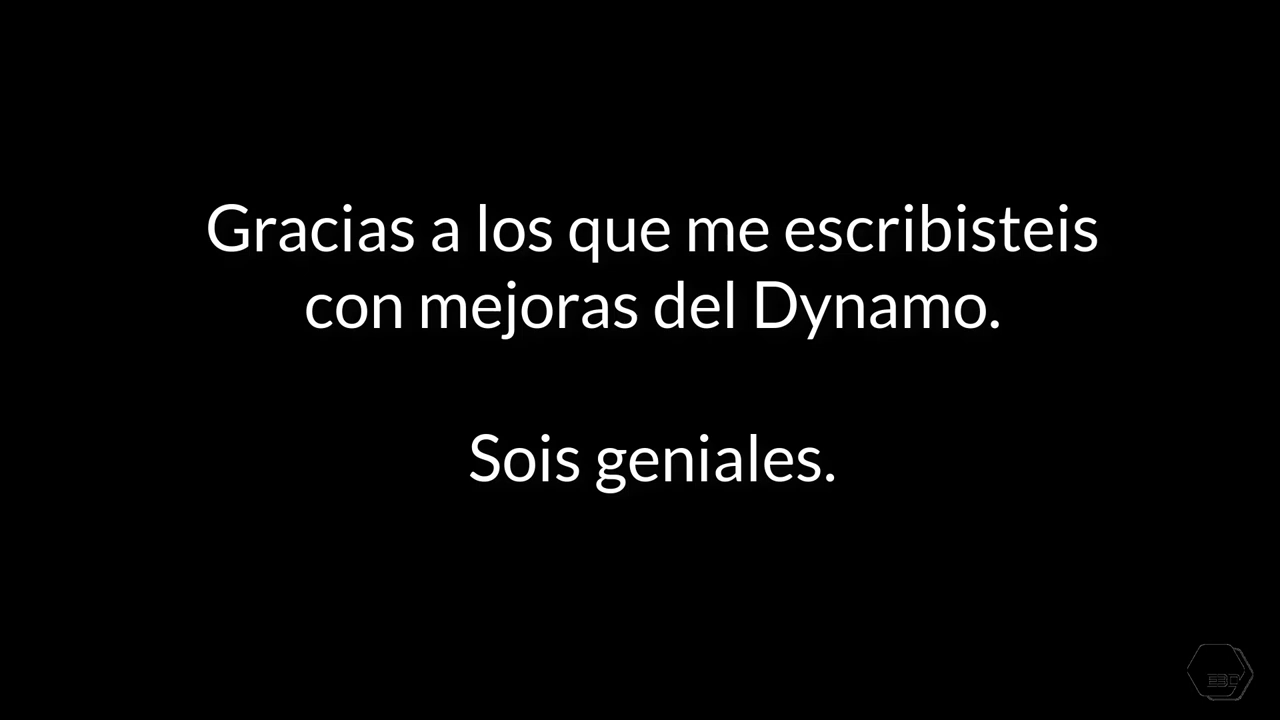 Gracias a los que me escribisteis
con mejoras del Dynamo.
Sois geniales.